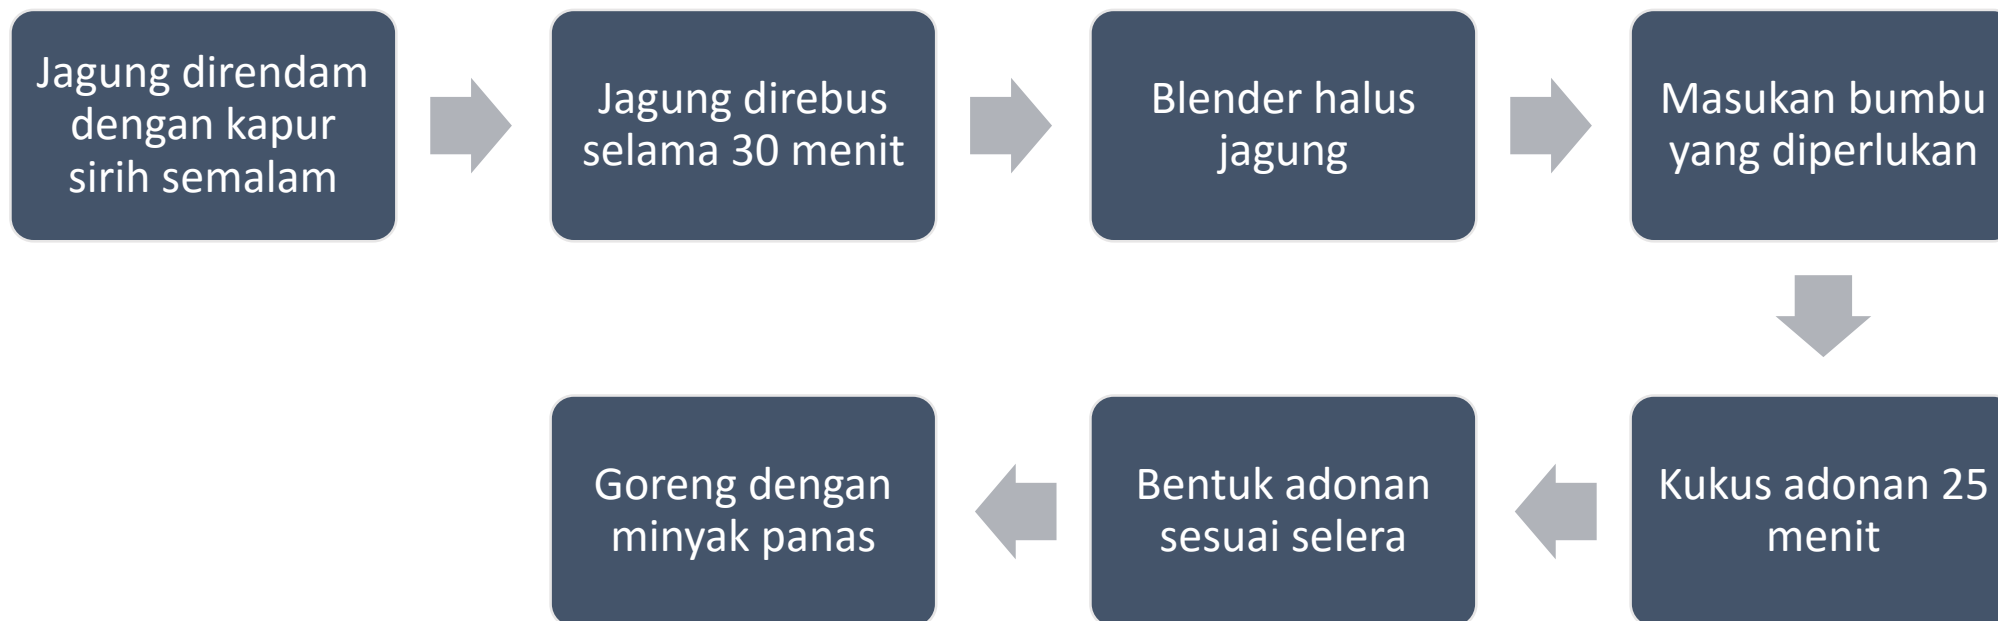 Jagung direndam
dengan kapur
sirih semalam
Jagung direbus
selama 30 menit
Blender halus
jagung
Masukan bumbu
yang diperlukan
Kukus adonan 25
menit
Bentuk adonan
sesuai selera
Goreng dengan
minyak panas